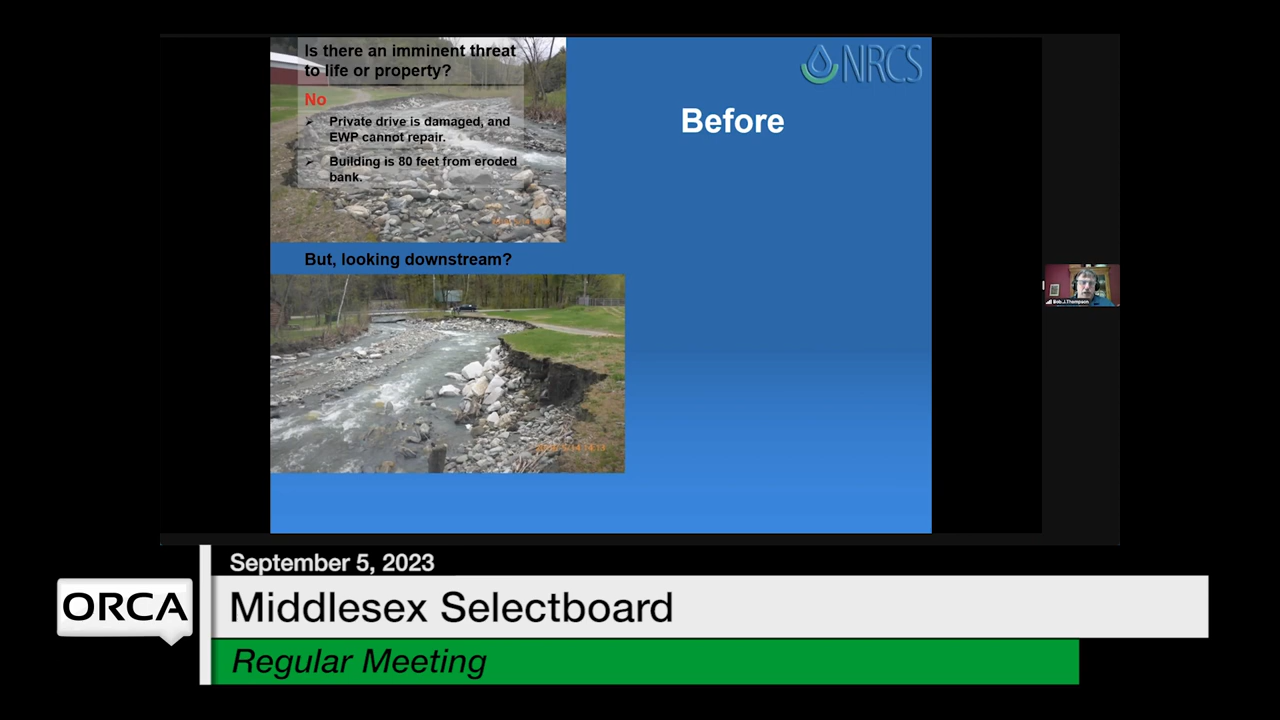 Is there an imminent threat
to life or property?
No
Private drive is damaged, and
EWP cannot repair.
Building is 80 feet from eroded
bank.
NRCS
Before
But, looking downstream?
Bob J. Thompson
September 5, 2023
ORCA
Middlesex Selectboard
Regular Meeting